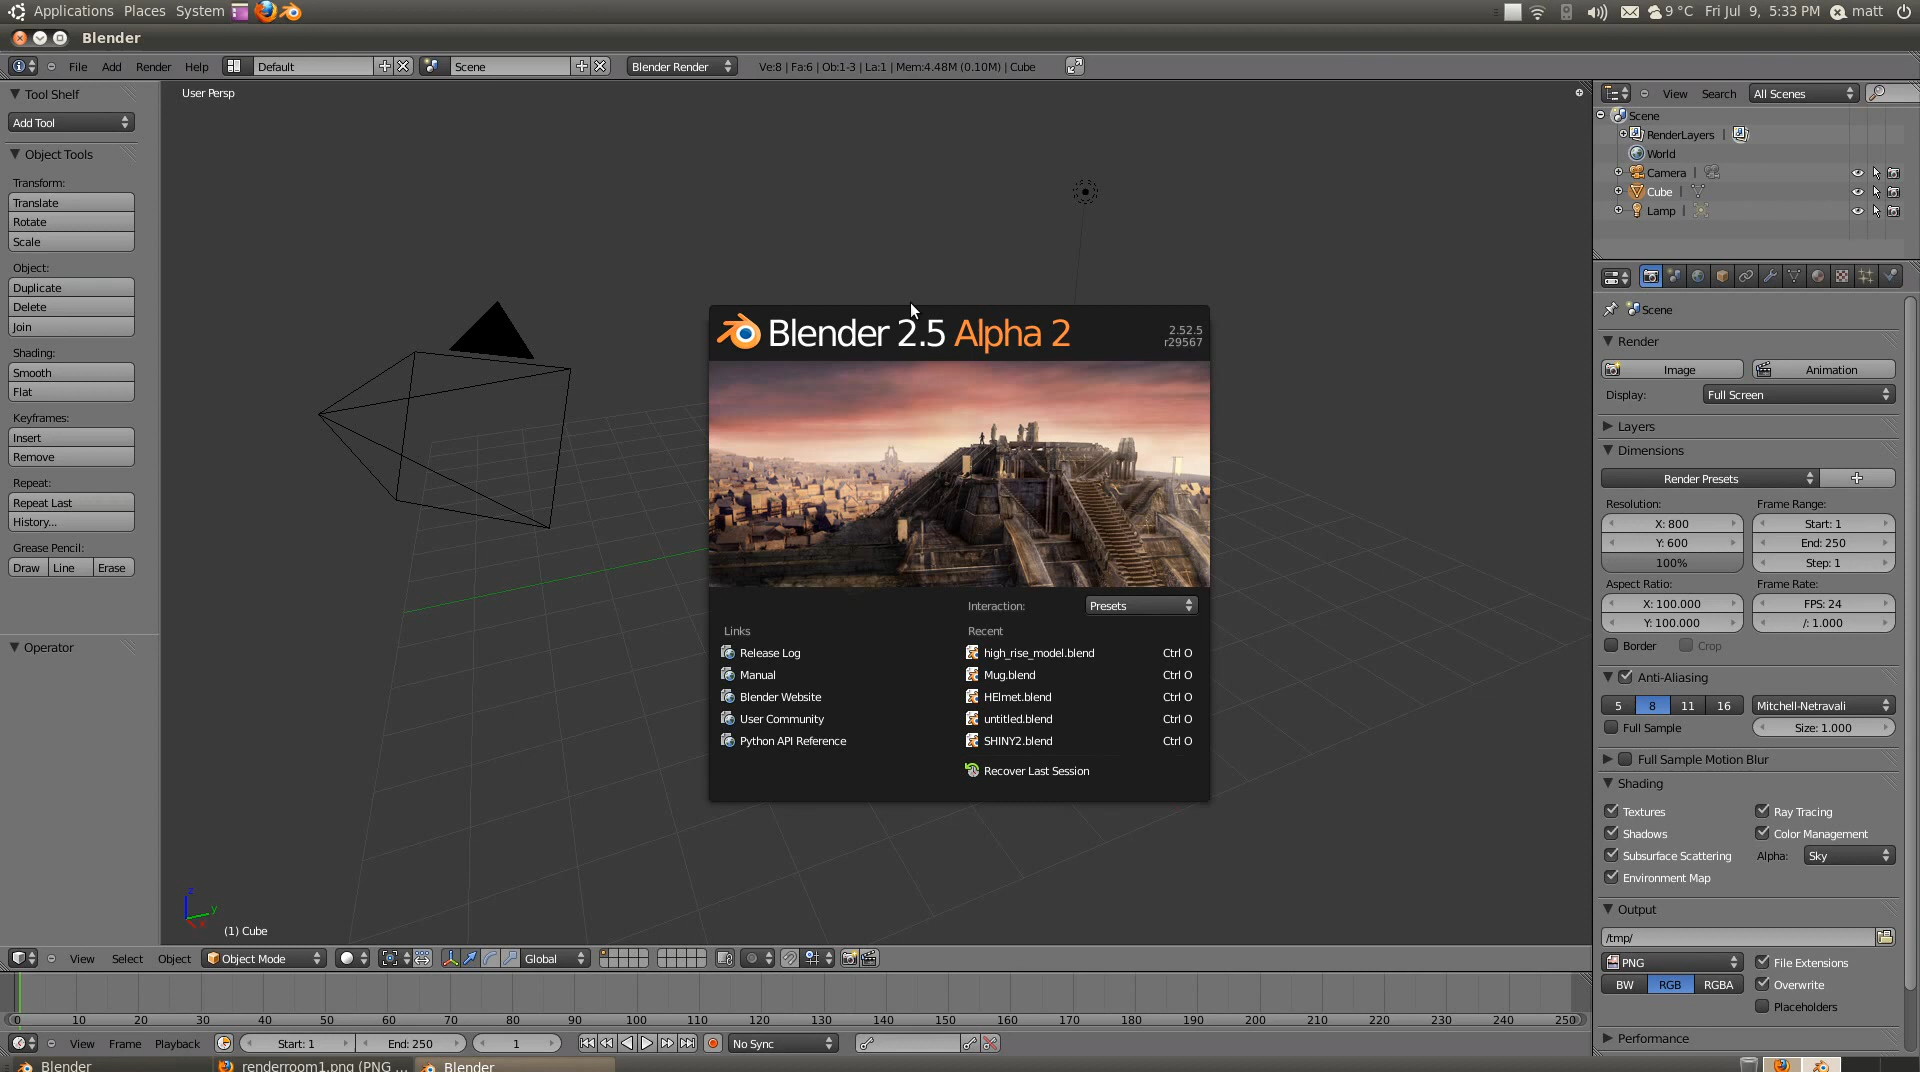 Applications Places System 9 °C Fri Jul 9, 5:33 PM matt
Blender
File Add Render Help Default Scene Blender Render Ve:8 | Fa:6 | Ob:1-3 | La:1 | Mem:4.48M (0.10M) | Cube
Tool Shelf
Add Tool
Object Tools
Transform:
Translate
Rotate
Scale
Object:
Duplicate
Delete
Join
Shading:
Smooth
Flat
Keyframes:
Insert
Remove
Repeat:
Repeat Last
History...
Grease Pencil:
Draw Line Erase
Operator
User Persp
Blender 2.5 Alpha 2
2.52.5
r29567
Interaction: Presets
Links
Release Log
Manual
Blender Website
User Community
Python API Reference
Recent
high_rise_model.blend Ctrl O
Mug.blend Ctrl O
HElmet.blend Ctrl O
untitled.blend Ctrl O
SHINY2.blend Ctrl O
Recover Last Session
z
y
x
(1) Cube
View Select Object Object Mode Global
0 10 20 30 40 50 60 70 80 90 100 110 120 130 140 150 160 170 180 190 200 210 220 230 240 250
View Frame Playback Start: 1 End: 250 1 No Sync
View Search All Scenes
Scene
RenderLayers |
World
Camera |
Cube |
Lamp |
Scene
Render
Image Animation
Display: Full Screen
Layers
Dimensions
Render Presets
Resolution: Frame Range:
X: 800 Start: 1
Y: 600 End: 250
100% Step: 1
Aspect Ratio: Frame Rate:
X: 100.000 FPS: 24
Y: 100.000 /: 1.000
Border Crop
Anti-Aliasing
5 8 11 16 Mitchell-Netravali
Full Sample Size: 1.000
Full Sample Motion Blur
Shading
Textures Ray Tracing
Shadows Color Management
Subsurface Scattering Alpha: Sky
Environment Map
Output
/tmp/
PNG File Extensions
BW RGB RGBA Overwrite
Placeholders
Performance
Blender renderroom1.png (PNG ... Blender